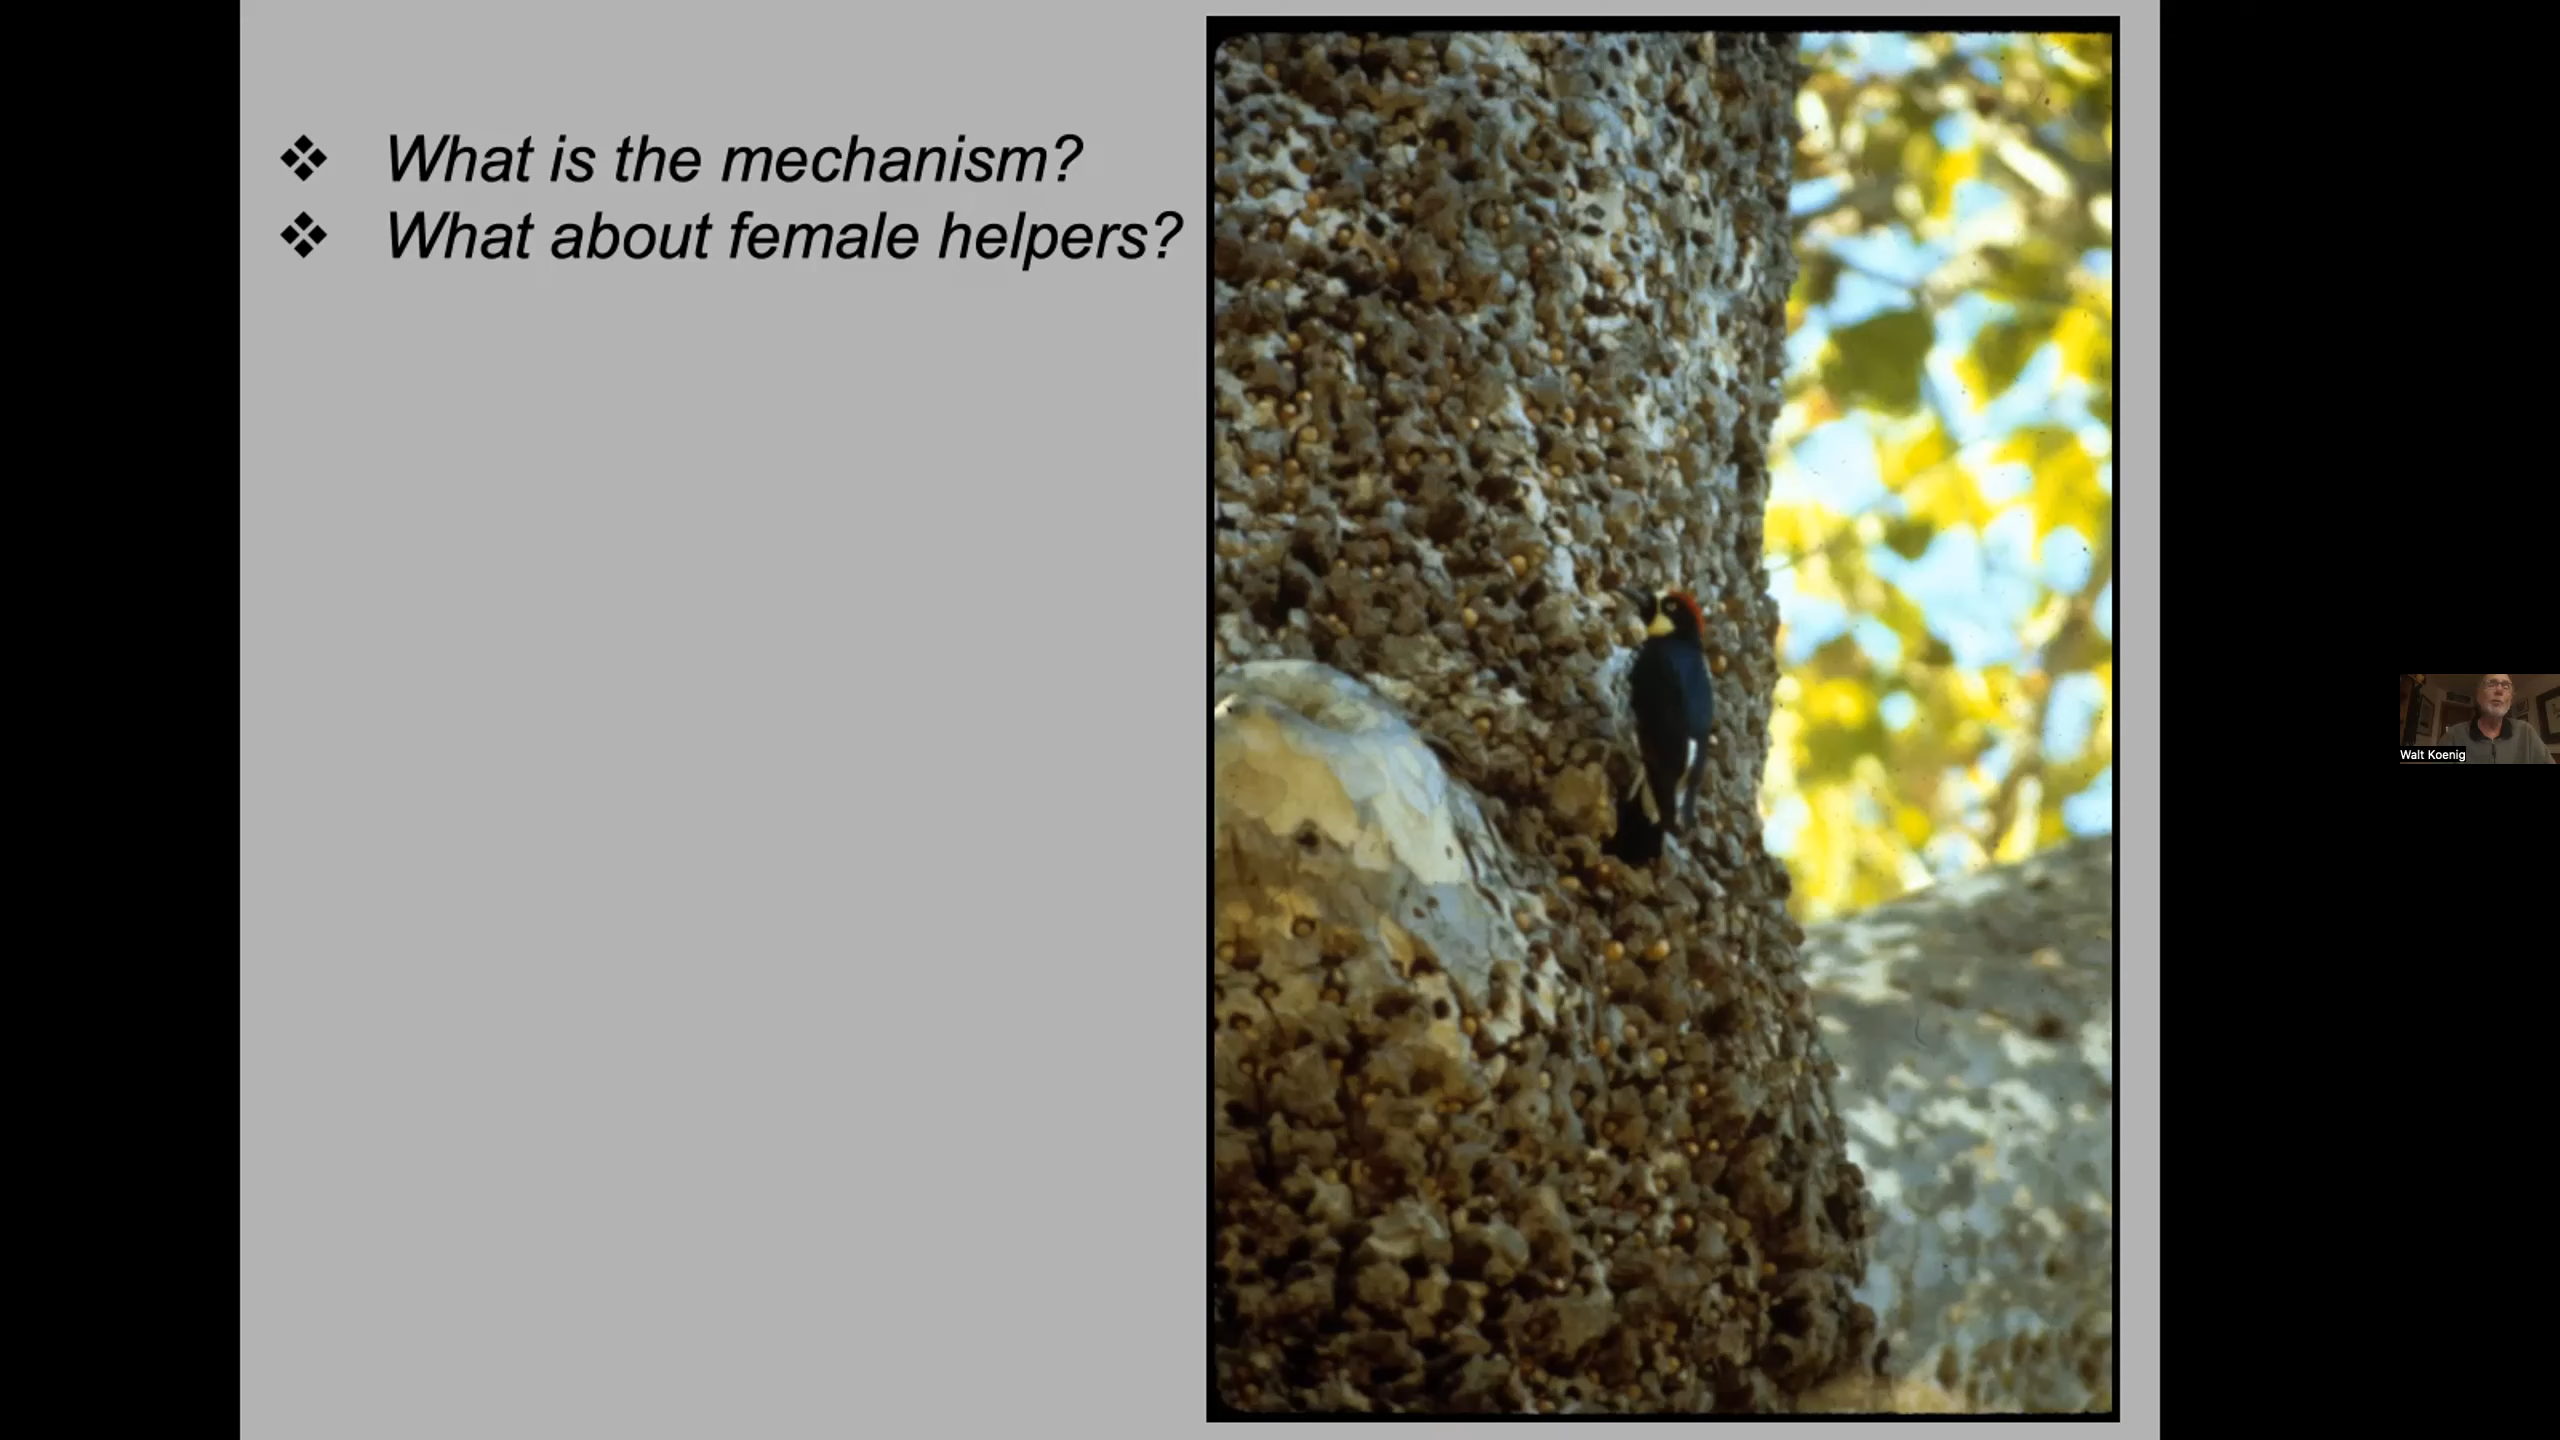 ❖ What is the mechanism?
❖ What about female helpers?
Walt Koenig